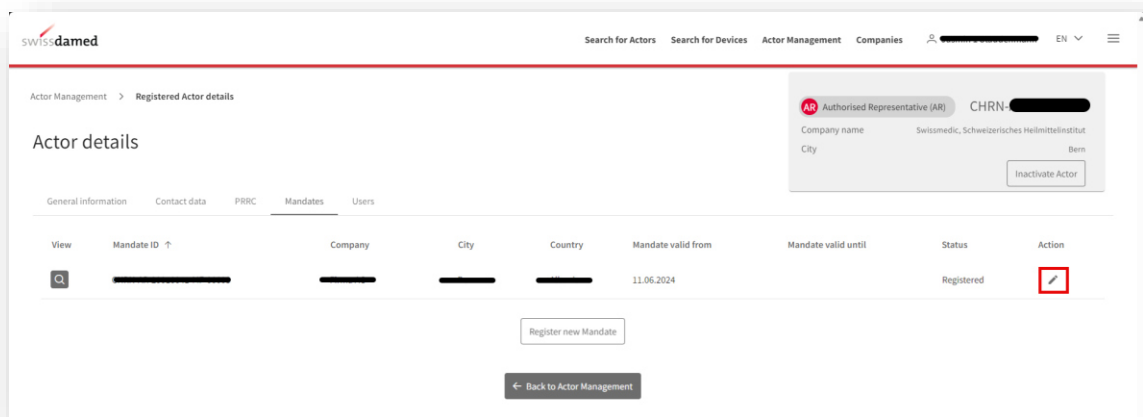 swissdamed
Search for Actors Search for Devices Actor Management Companies EN
Actor Management > Registered Actor details
Actor details
AR Authorised Representative (AR) CHRN-
Company name Swissmedic, Schweizerisches Heilmittelinstitut
City Bern
Inactivate Actor
General information Contact data PRRC Mandates Users
View Mandate ID ↑ Company City Country Mandate valid from Mandate valid until Status Action
11.06.2024 Registered
Register new Mandate
← Back to Actor Management